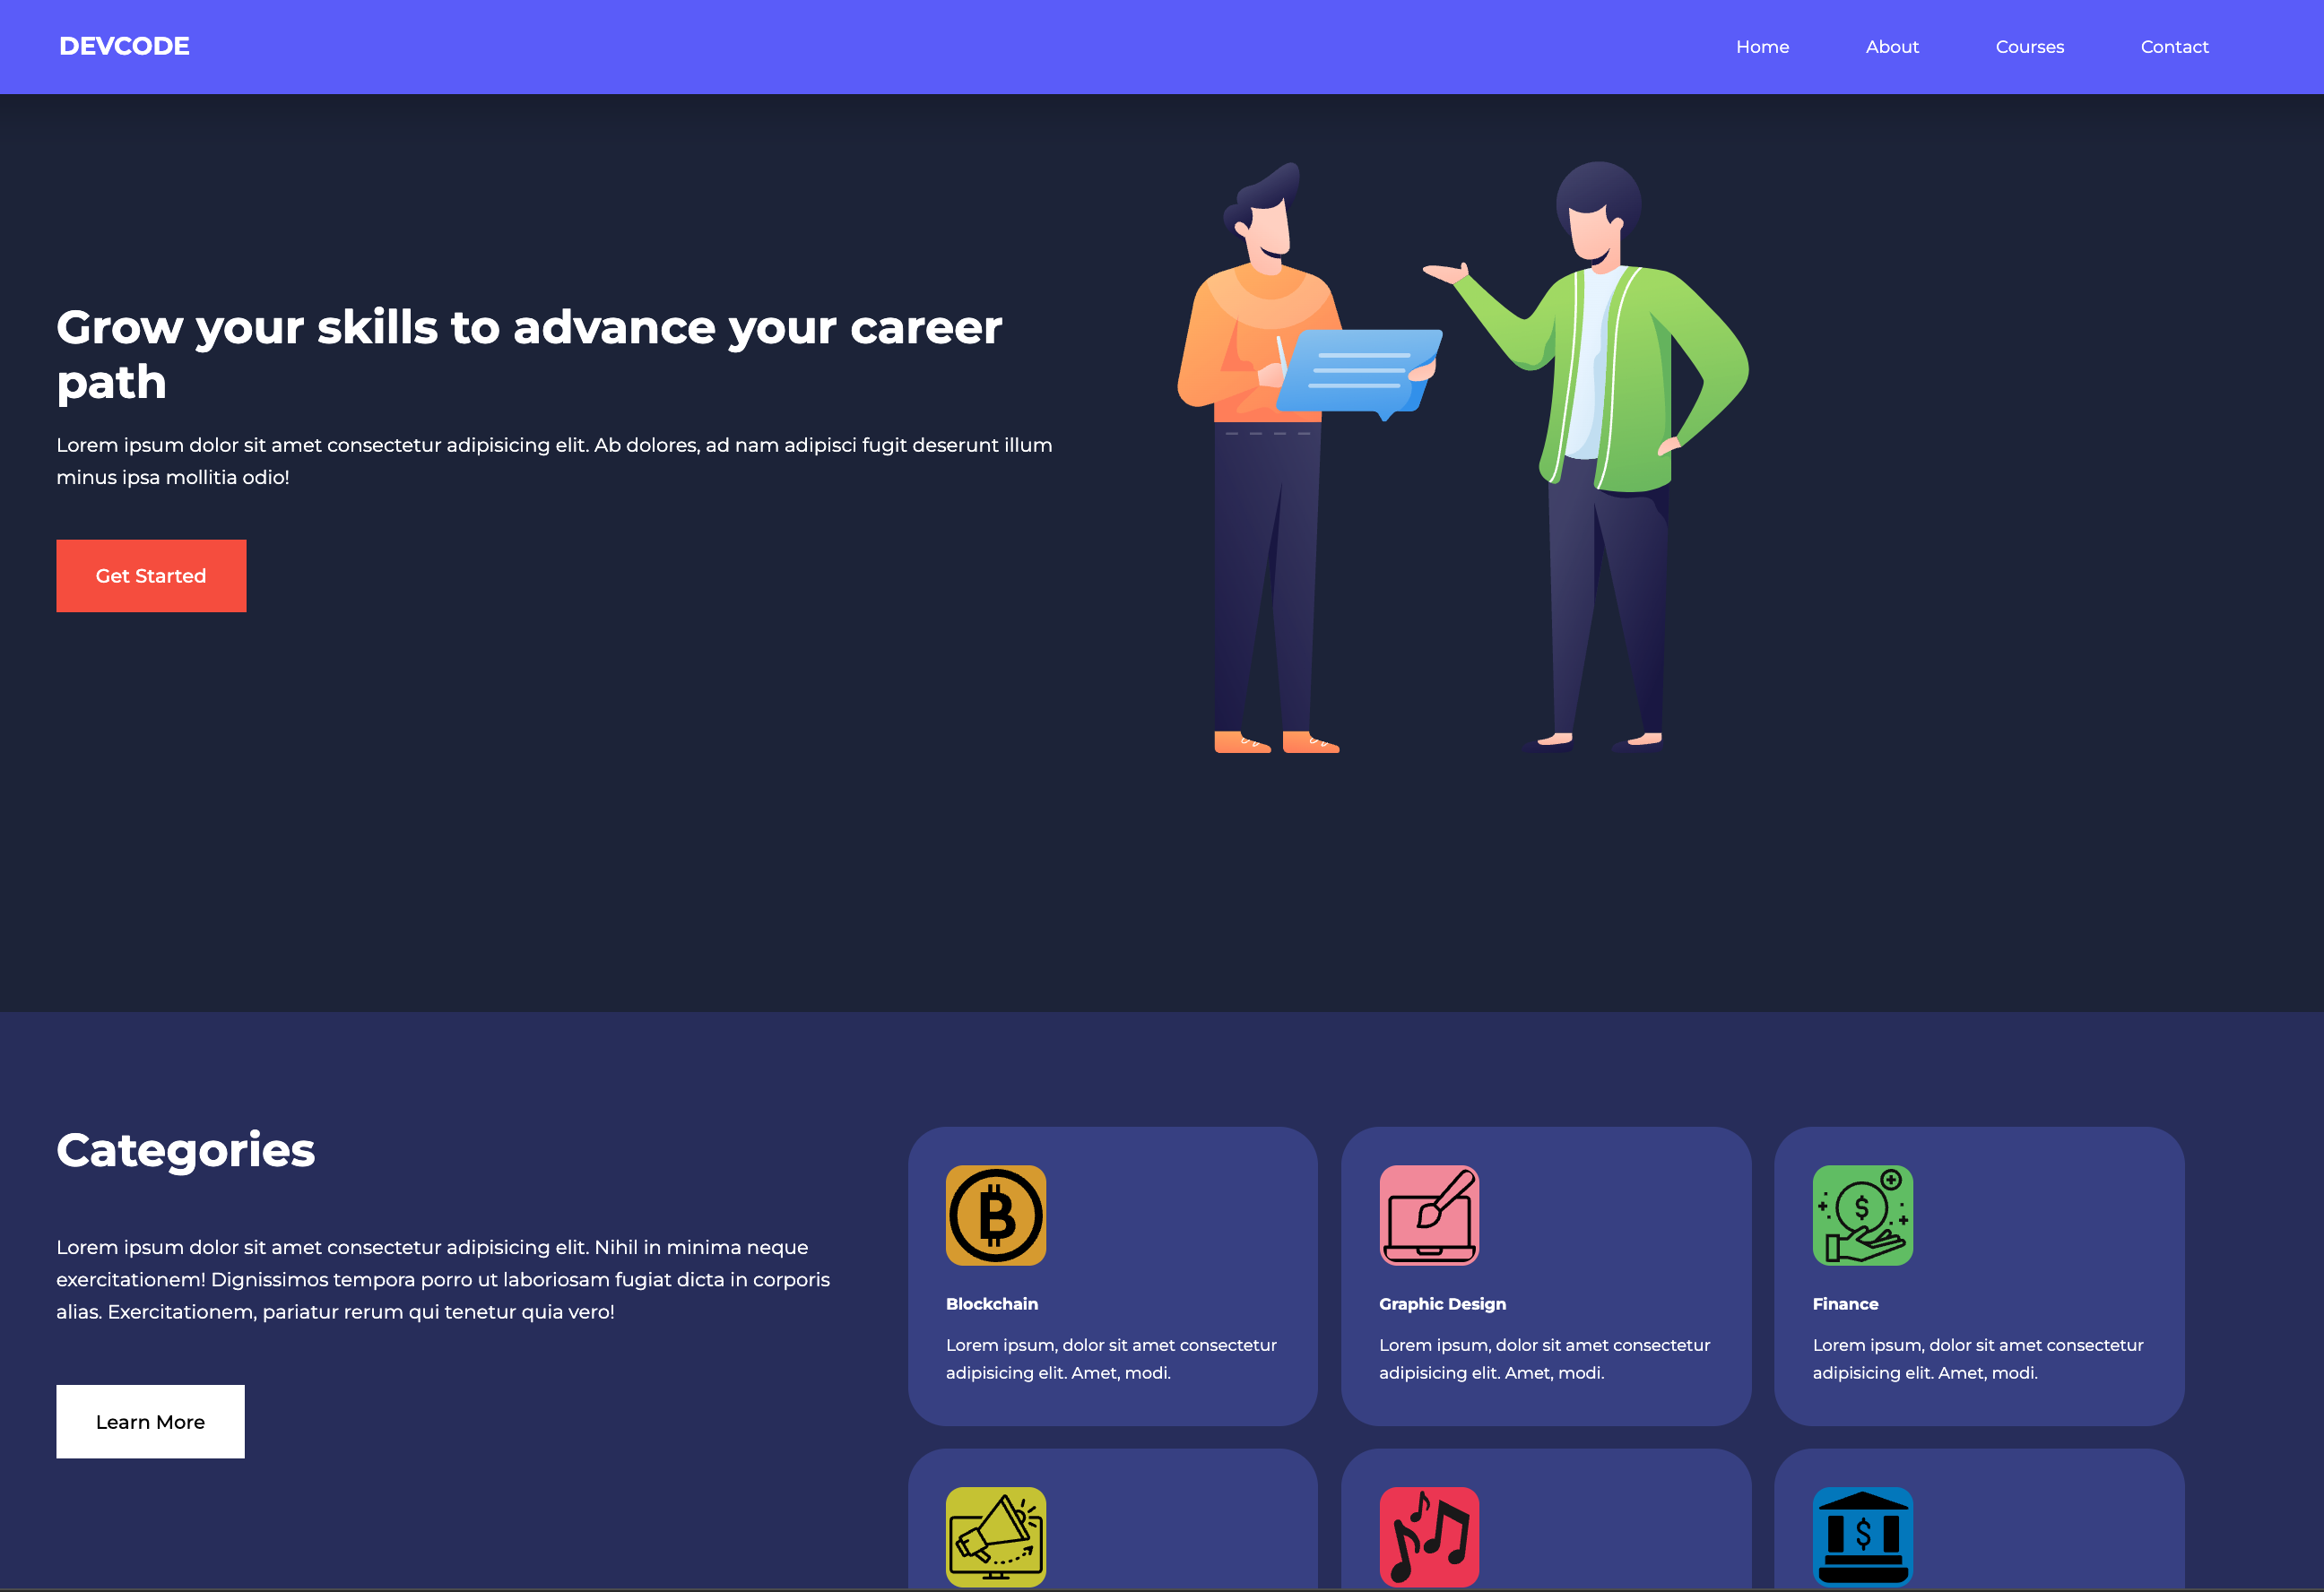 DEVCODE
Home
About
Courses
Contact
Grow your skills to advance your career
path
Lorem ipsum dolor sit amet consectetur adipisicing elit. Ab dolores, ad nam adipisci fugit deserunt illum
minus ipsa mollitia odio!
Get Started
Categories
Lorem ipsum dolor sit amet consectetur adipisicing elit. Nihil in minima neque
exercitationem! Dignissimos tempora porro ut laboriosam fugiat dicta in corporis
alias. Exercitationem, pariatur rerum qui tenetur quia vero!
Learn More
Blockchain
Lorem ipsum, dolor sit amet consectetur
adipisicing elit. Amet, modi.
Graphic Design
Lorem ipsum, dolor sit amet consectetur
adipisicing elit. Amet, modi.
Finance
Lorem ipsum, dolor sit amet consectetur
adipisicing elit. Amet, modi.